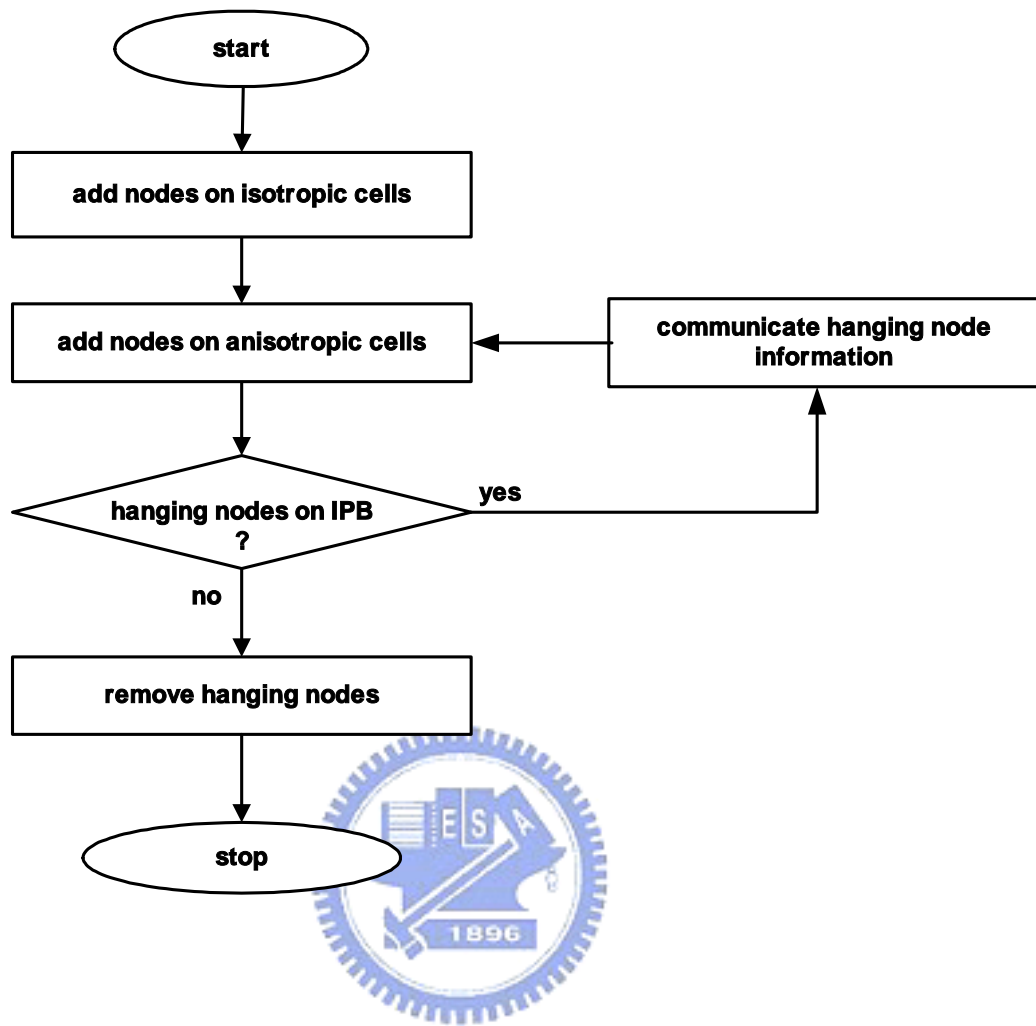 start
add nodes on isotropic cells
add nodes on anisotropic cells
communicate hanging node
information
hanging nodes on IPB
?
yes
no
remove hanging nodes
stop
E S A
1896